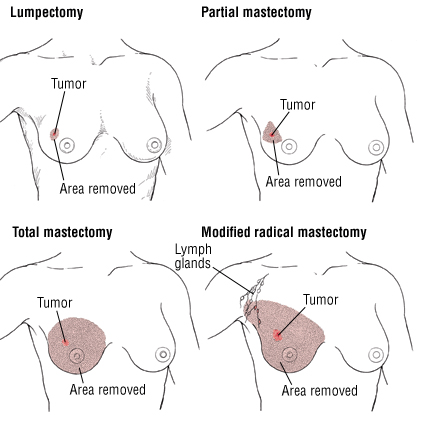 Lumpectomy
Tumor
Area removed
Partial mastectomy
Tumor
Area removed
Total mastectomy
Tumor
Area removed
Modified radical mastectomy
Lymph
glands
Tumor
Area removed